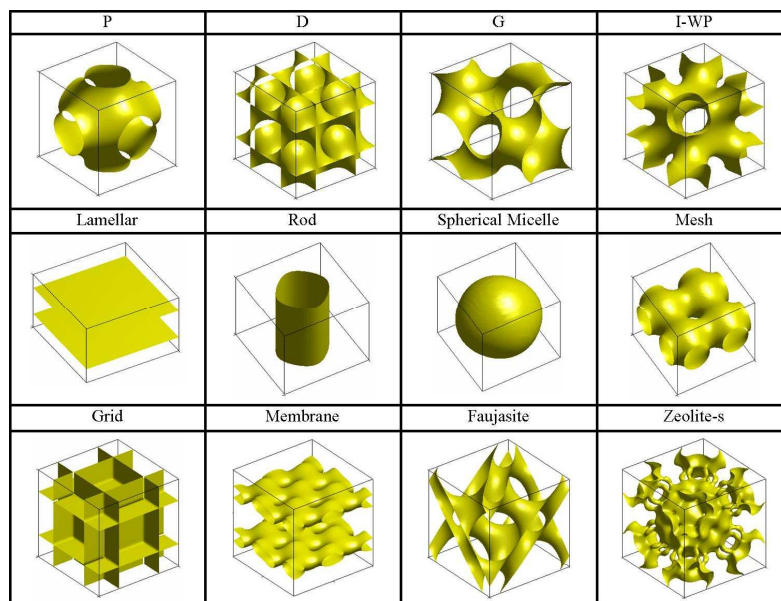 P D G I-WP
Lamellar Rod Spherical Micelle Mesh
Grid Membrane Faujasite Zeolite-s